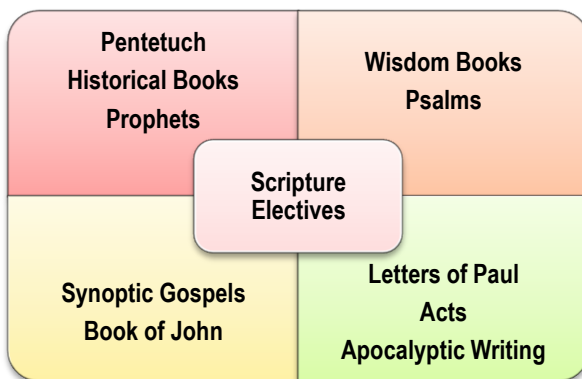 Pentetuch
Historical Books
Prophets
Wisdom Books
Psalms
Scripture
Electives
Synoptic Gospels
Book of John
Letters of Paul
Acts
Apocalyptic Writing